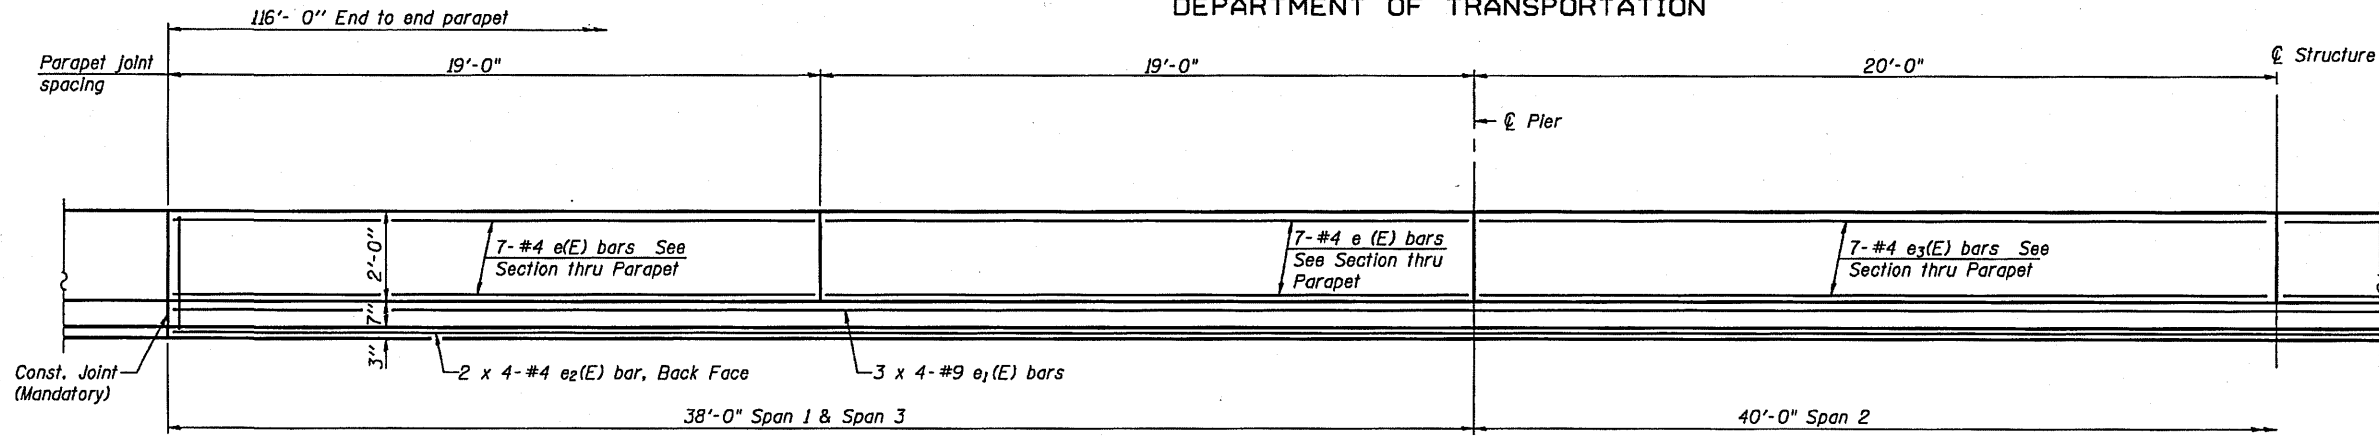 DEPARTMENT OF TRANSPORTATION
116'- 0" End to end parapet
Parapet joint
spacing
19'-0"
19'-0"
20'-0"
℄ Structure
℄ Pier
7- #4 e(E) bars See
Section thru Parapet
2'-0"
7- #4 e (E) bars
See Section thru
Parapet
7- #4 e₃(E) bars See
Section thru Parapet
7"
3"
Const. Joint
(Mandatory)
2 x 4- #4 e₂(E) bar, Back Face
3 x 4- #9 e₁(E) bars
38'-0" Span 1 & Span 3
40'-0" Span 2